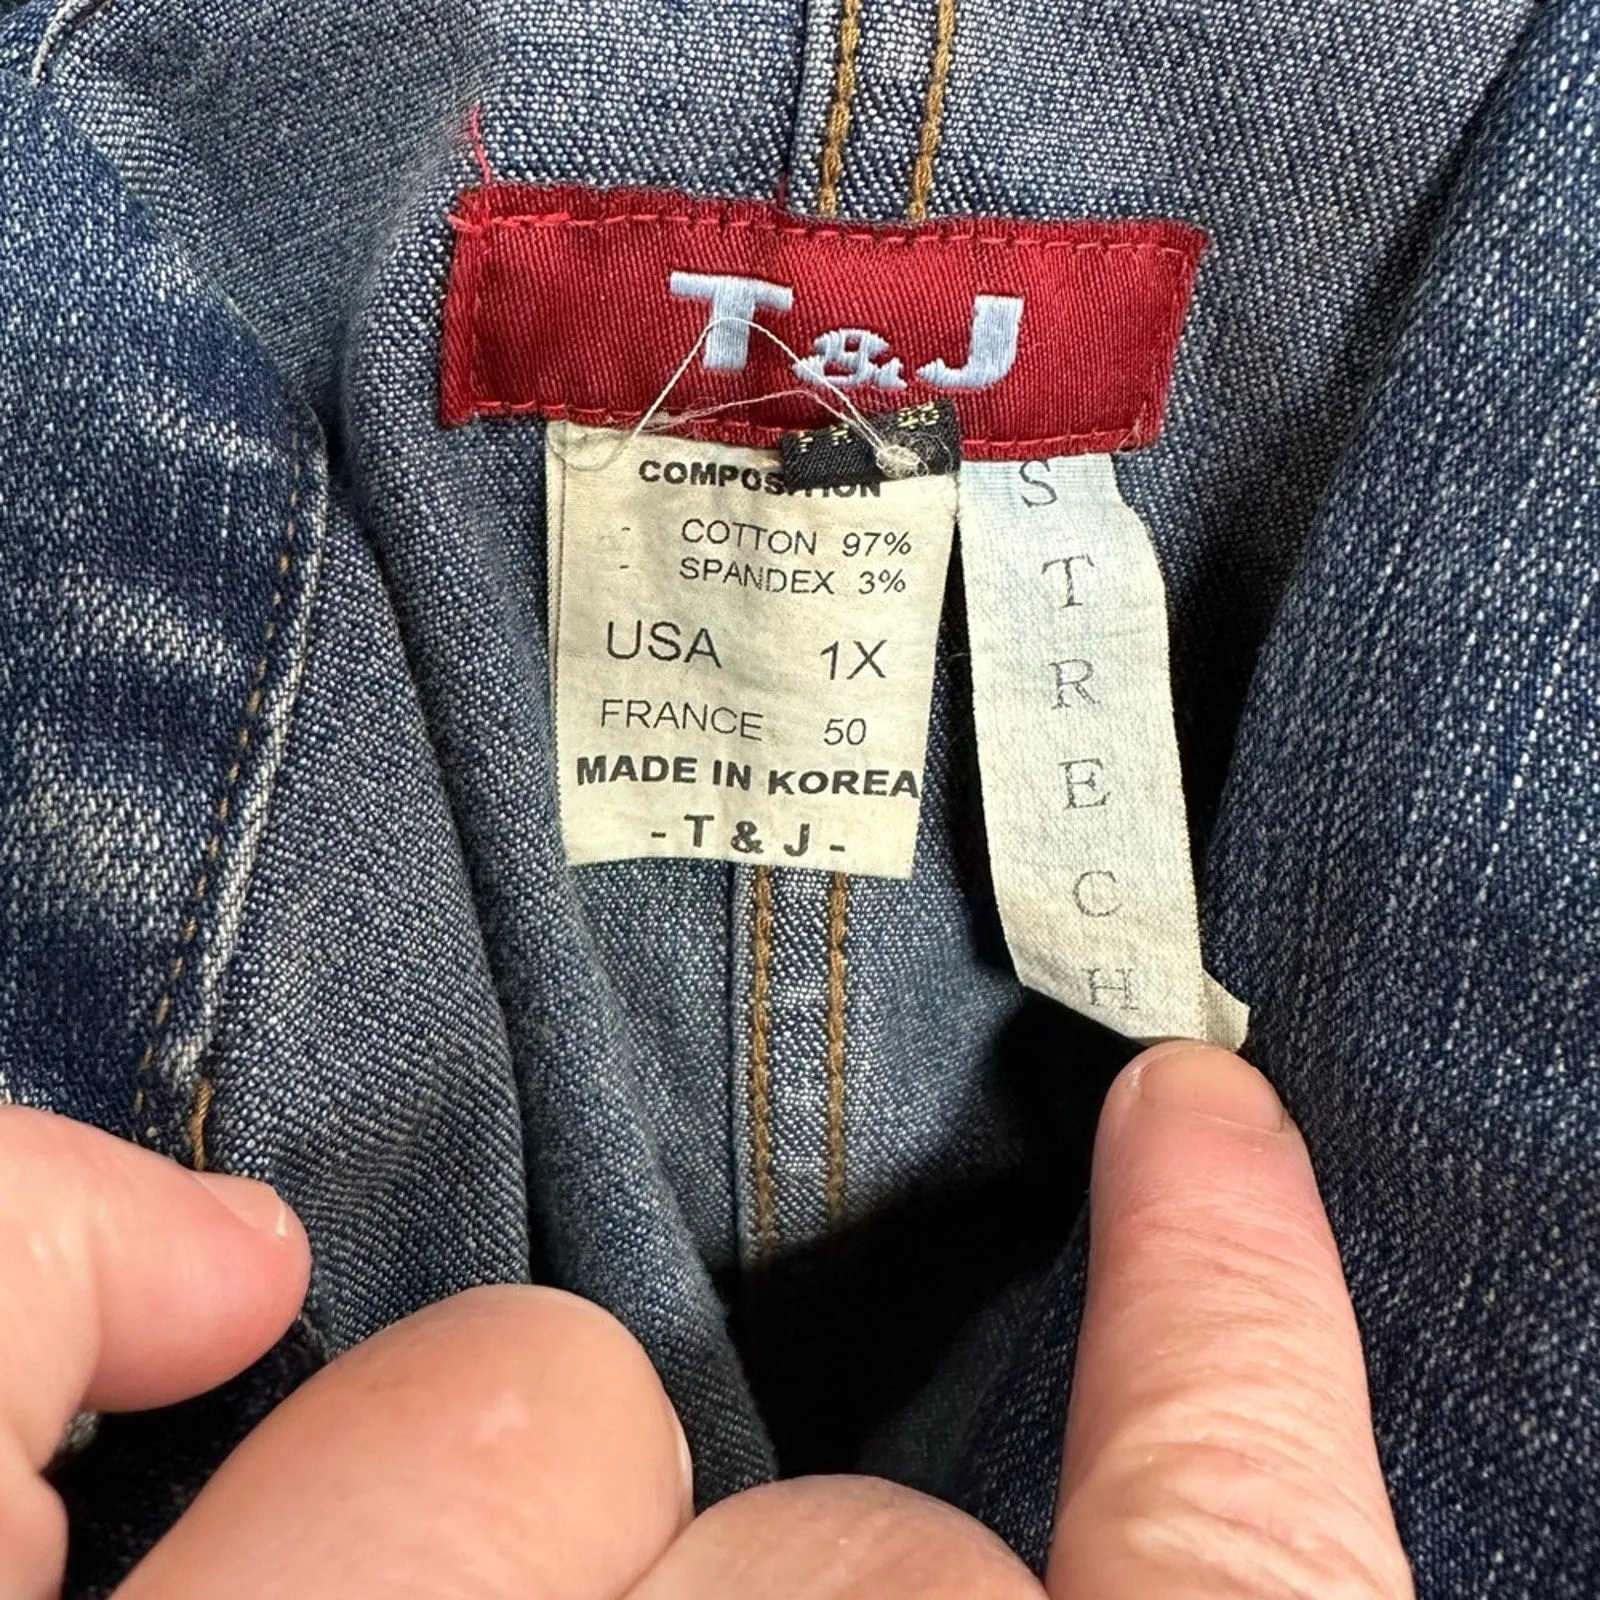 T & J
COMPOSITION
COTTON 97%
SPANDEX 3%
USA 1X
FRANCE 50
MADE IN KOREA
- T & J -
STRECH